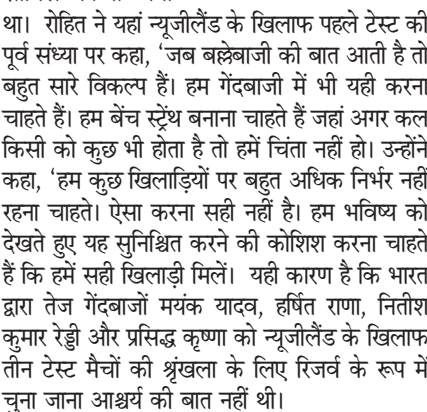 था। रोहित ने यहां न्यूजीलैंड के खिलाफ पहले टेस्ट की
पूर्व संध्या पर कहा, ‘जब बल्लेबाजी की बात आती है तो
बहुत सारे विकल्प हैं। हम गेंदबाजी में भी यही करना
चाहते हैं। हम बेंच स्ट्रेंथ बनाना चाहते हैं जहां अगर कल
किसी को कुछ भी होता है तो हमें चिंता नहीं हो। उन्होंने
कहा, ‘हम कुछ खिलाड़ियों पर बहुत अधिक निर्भर नहीं
रहना चाहते। ऐसा करना सही नहीं है। हम भविष्य को
देखते हुए यह सुनिश्चित करने की कोशिश करना चाहते
हैं कि हमें सही खिलाड़ी मिलें। यही कारण है कि भारत
द्वारा तेज गेंदबाजों मयंक यादव, हर्षित राणा, नितीश
कुमार रेड्डी और प्रसिद्ध कृष्णा को न्यूजीलैंड के खिलाफ
तीन टेस्ट मैचों की श्रृंखला के लिए रिजर्व के रूप में
चुना जाना आश्चर्य की बात नहीं थी।